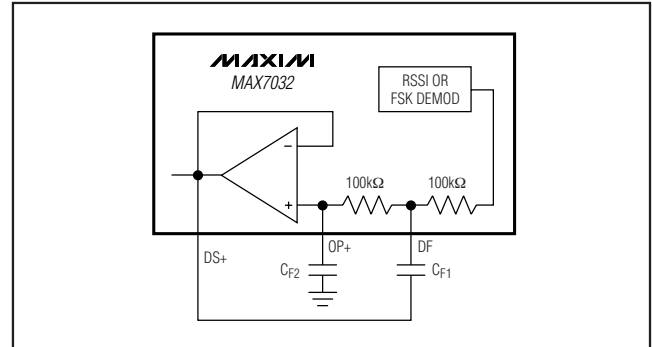 MAXIM
MAX7032
RSSI OR
FSK DEMOD
−
+
100kΩ
100kΩ
DS+
OP+
DF
CF2
CF1